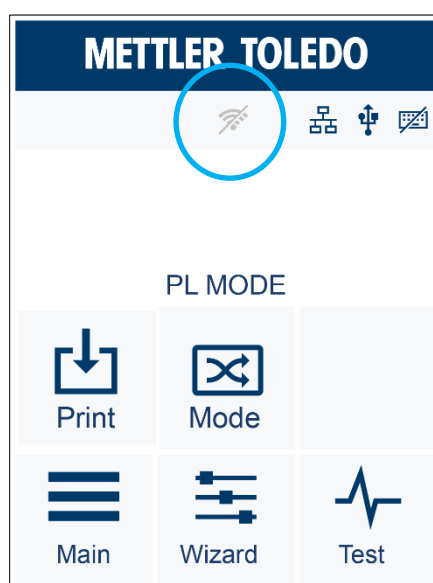 METTLER TOLEDO
PL MODE
Print
Mode
Main
Wizard
Test